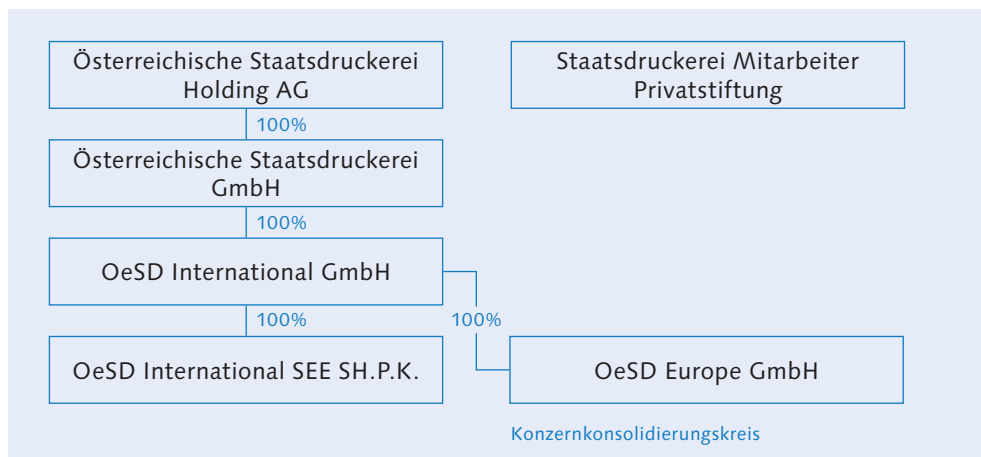 Österreichische Staatsdruckerei
Holding AG
Staatsdruckerei Mitarbeiter
Privatstiftung
100%
Österreichische Staatsdruckerei
GmbH
100%
OeSD International GmbH
100%
100%
OeSD International SEE SH.P.K.
OeSD Europe GmbH
Konzernkonsolidierungskreis